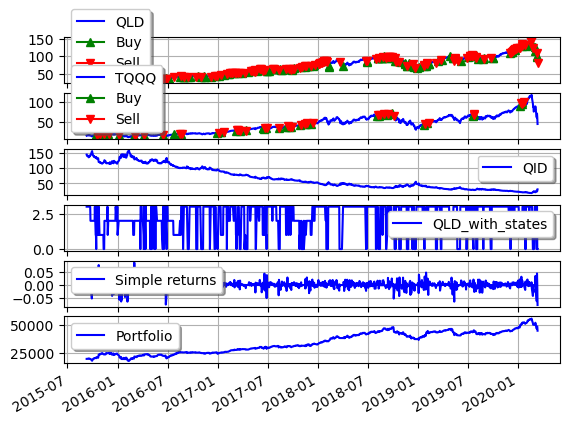 QLD
Buy
Sell
150
100
50
TQQQ
Buy
Sell
100
50
150
100
50
QID
2.5
0.0
QLD_with_states
0.05
0.00
−0.05
Simple returns
50000
25000
Portfolio
2015-07 2016-01 2016-07 2017-01 2017-07 2018-01 2018-07 2019-01 2019-07 2020-01